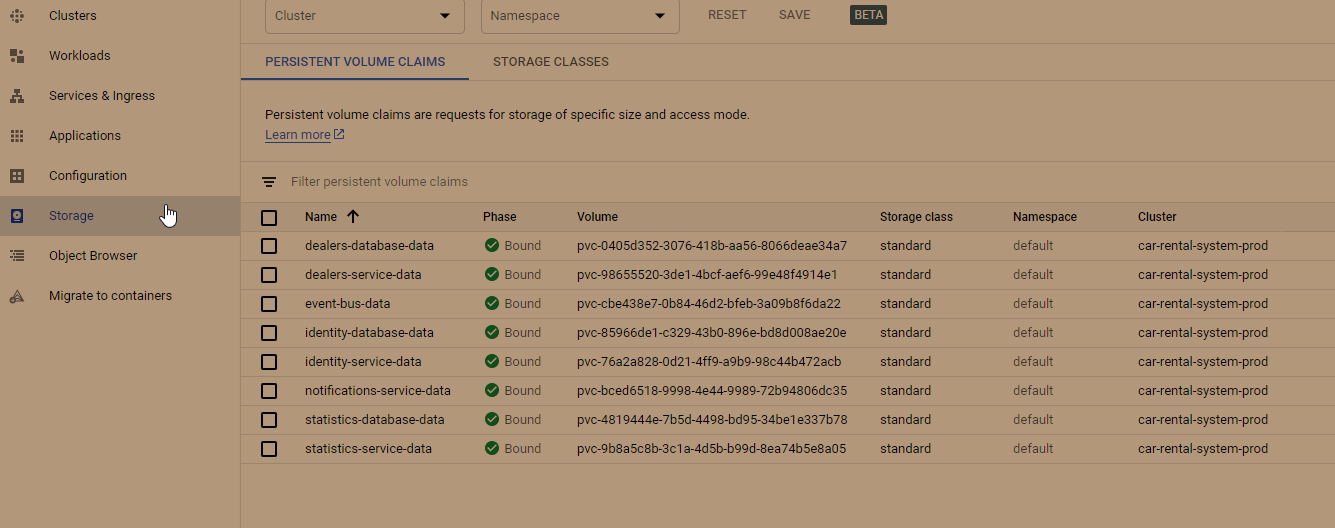 Clusters
Workloads
Services & Ingress
Applications
Configuration
Storage
Object Browser
Migrate to containers
Cluster Namespace RESET SAVE BETA
PERSISTENT VOLUME CLAIMS STORAGE CLASSES
Persistent volume claims are requests for storage of specific size and access mode.
Learn more
Filter persistent volume claims
Name Phase Volume Storage class Namespace Cluster
dealers-database-data Bound pvc-0405d352-3076-418b-aa56-8066deae34a7 standard default car-rental-system-prod
dealers-service-data Bound pvc-98655520-3de1-4bcf-aef6-99e48f4914e1 standard default car-rental-system-prod
event-bus-data Bound pvc-cbe438e7-0b84-46d2-bfeb-3a09b8f6da22 standard default car-rental-system-prod
identity-database-data Bound pvc-85966de1-c329-43b0-896e-bd8d008ae20e standard default car-rental-system-prod
identity-service-data Bound pvc-76a2a828-0d21-4ff9-a9b9-98c44b472acb standard default car-rental-system-prod
notifications-service-data Bound pvc-bced6518-9998-4e44-9989-72b94806dc35 standard default car-rental-system-prod
statistics-database-data Bound pvc-4819444e-7b5d-4498-bd95-34be1e337b78 standard default car-rental-system-prod
statistics-service-data Bound pvc-9b8a5c8b-3c1a-4d5b-b99d-8ea74b5e8a05 standard default car-rental-system-prod